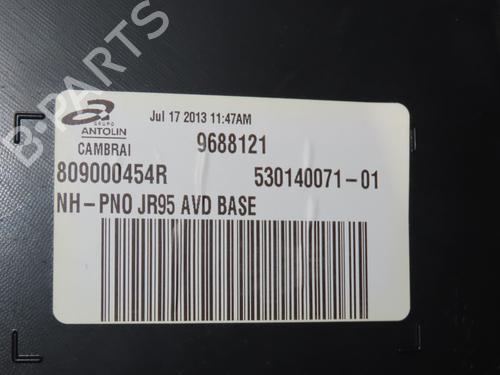 B-PARTS
Jul 17 2013 11:47AM
GRUPO
ANTOLIN
CAMBRAI
9688121
809000454R
530140071-01
NH-PNO JR95 AVD BASE